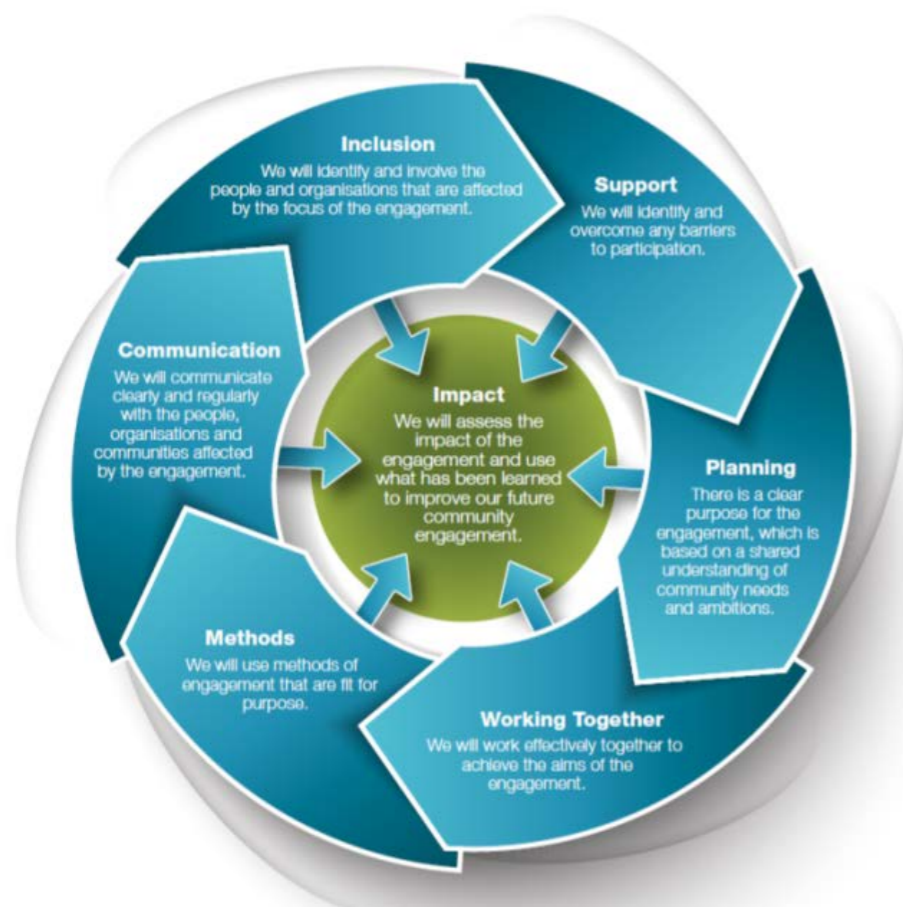 Inclusion
We will identify and involve the
people and organisations that are affected
by the focus of the engagement.
Support
We will identify and
overcome any barriers
to participation.
Planning
There is a clear
purpose for the
engagement, which is
based on a shared
understanding of
community needs
and ambitions.
Working Together
We will work effectively together to
achieve the aims of the
engagement.
Methods
We will use methods of
engagement that are fit for
purpose.
Communication
We will communicate
clearly and regularly
with the people,
organisations and
communities affected
by the engagement.
Impact
We will assess the
impact of the
engagement and use
what has been learned
to improve our future
community
engagement.